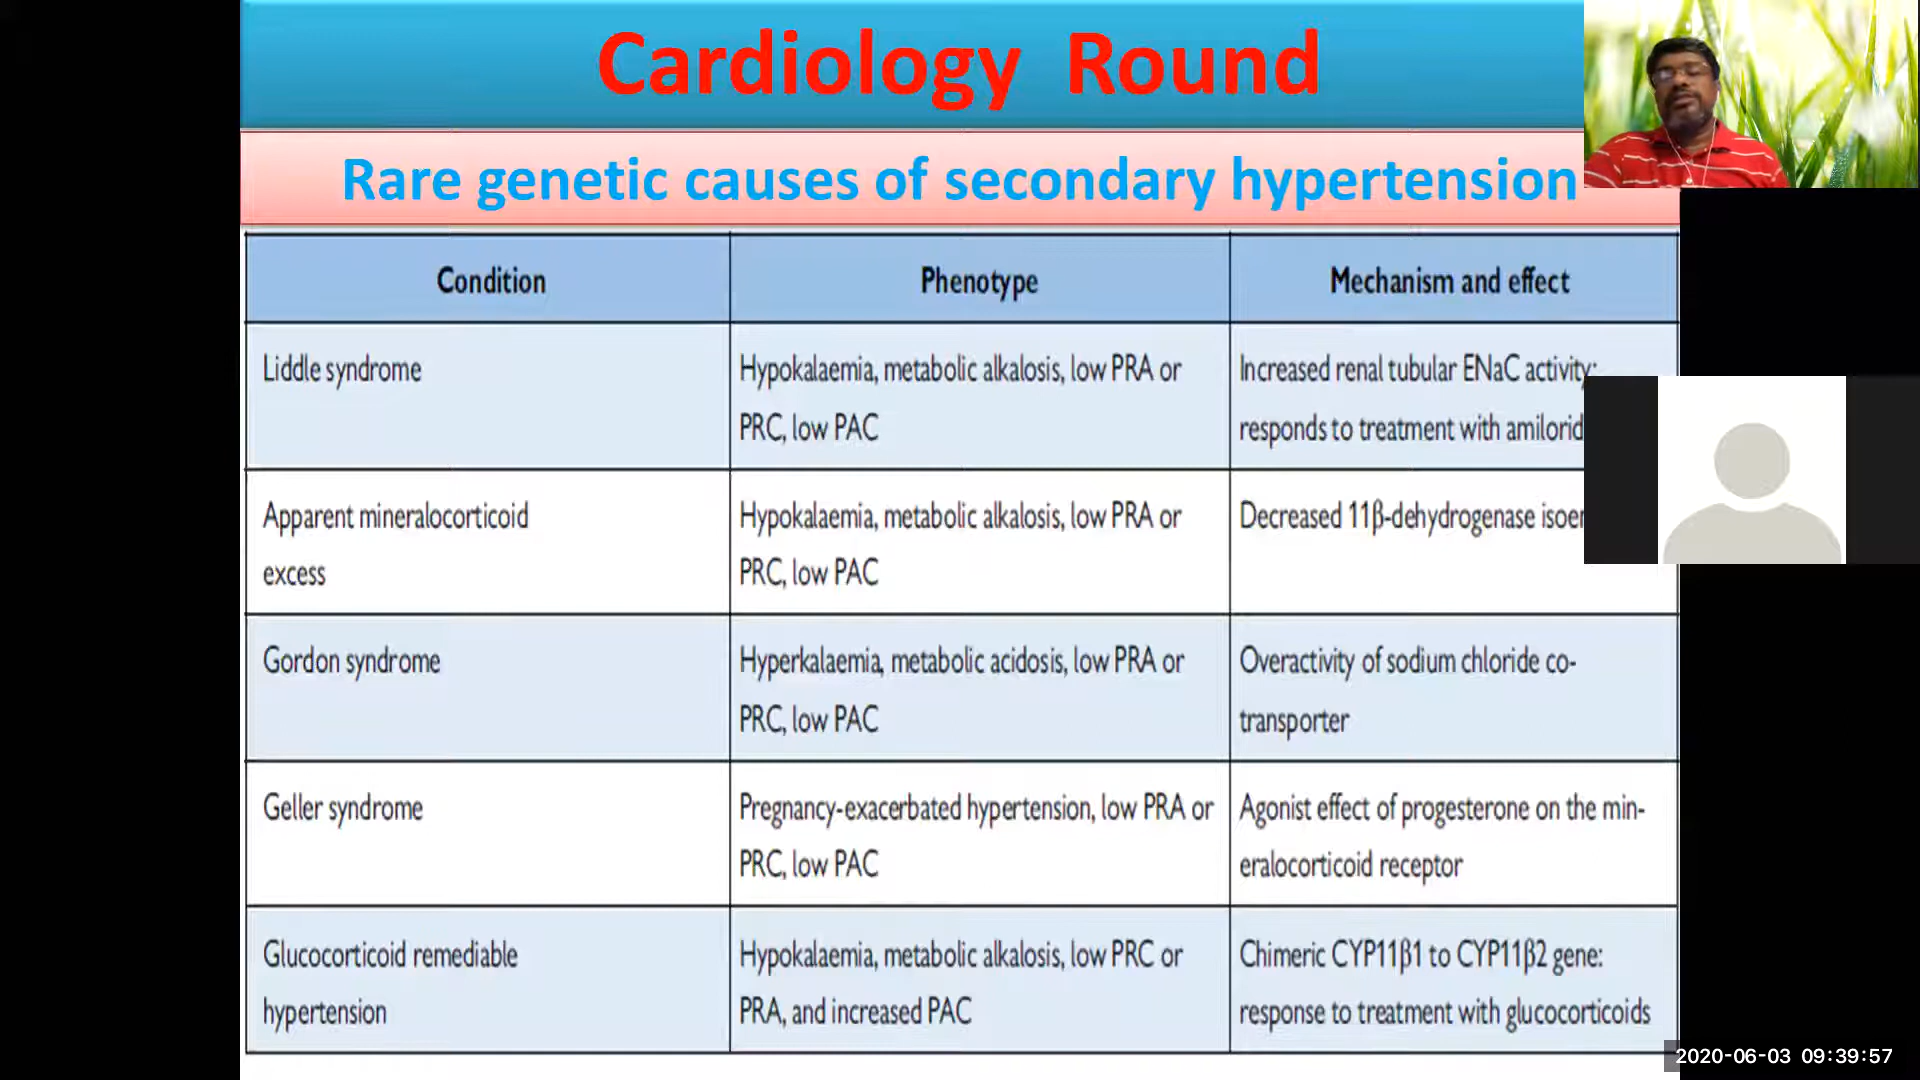 Cardiology Round
Rare genetic causes of secondary hypertension
Condition
Phenotype
Mechanism and effect
Liddle syndrome
Hypokalaemia, metabolic alkalosis, low PRA or
PRC, low PAC
Increased renal tubular ENaC activity:
responds to treatment with
Apparent mineralocorticoid
excess
Hypokalaemia, metabolic alkalosis, low PRA or
PRC, low PAC
Decreased 11β-dehydrogenase
Gordon syndrome
Hyperkalaemia, metabolic acidosis, low PRA or
PRC, low PAC
Overactivity of sodium chloride co-
transporter
Geller syndrome
Pregnancy-exacerbated hypertension, low PRA or
PRC, low PAC
Agonist effect of progesterone on the min-
eralocorticoid receptor
Glucocorticoid remediable
hypertension
Hypokalaemia, metabolic alkalosis, low PRC or
PRA, and increased PAC
Chimeric CYP11β1 to CYP11β2 gene:
response to treatment with glucocorticoids
2020-06-03 09:39:57